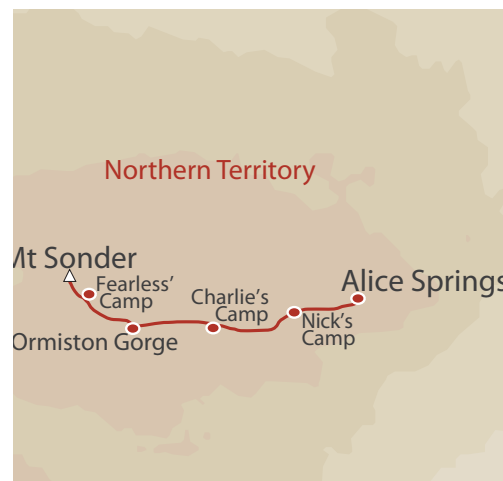 Northern Territory
Mt Sonder
Fearless'
Camp
Charlie's
Camp
Alice Springs
Nick's
Camp
Ormiston Gorge